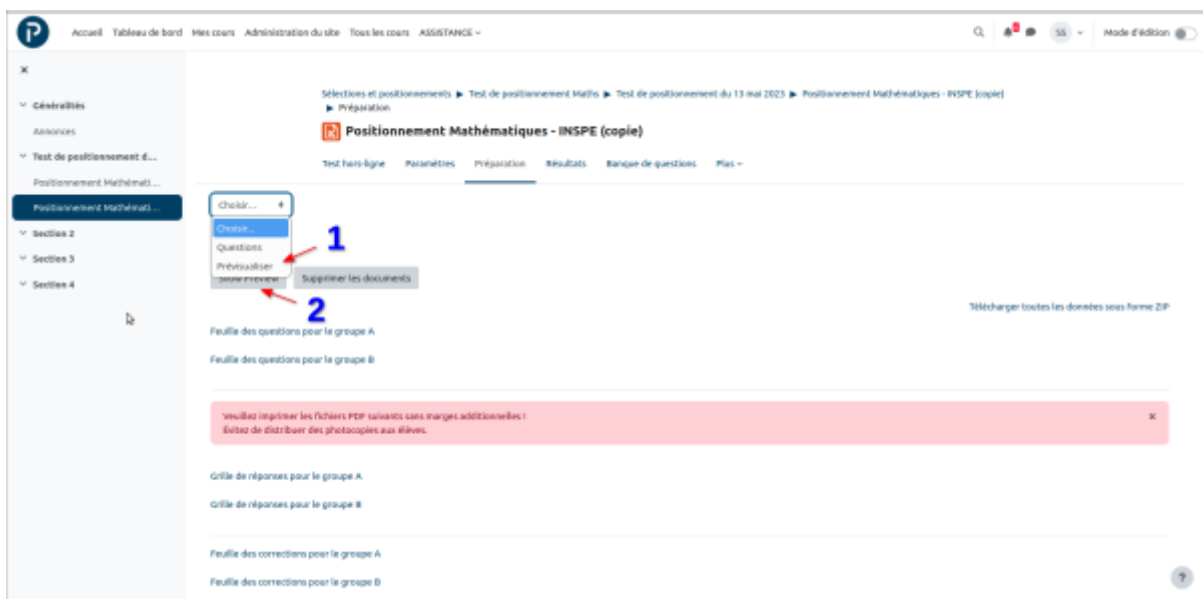 Accueil Tableau de bord Mes cours Administration du site Tous les cours ASSISTANCE
SS Mode d'édition
Généralités
Annonces
Test de positionnement d...
Positionnement Mathémati...
Positionnement Mathémati...
Section 2
Section 3
Section 4
Sélections et positionnements ▶ Test de positionnement Maths ▶ Test de positionnement du 13 mai 2023 ▶ Positionnement Mathématiques - INSPE (copie)
▶ Préparation
Positionnement Mathématiques - INSPE (copie)
Test hors-ligne Paramètres Préparation Résultats Banque de questions Plus
Choisir...
Choisir...
Questions
1
Prévisualiser
Show Preview Supprimer les documents
2
Télécharger toutes les données sous forme ZIP
Feuille des questions pour le groupe A
Feuille des questions pour le groupe B
Veuillez imprimer les fichiers PDF suivants sans marges additionnelles !
Évitez de distribuer des photocopies aux élèves.
Grille de réponses pour le groupe A
Grille de réponses pour le groupe B
Feuille des corrections pour le groupe A
Feuille des corrections pour le groupe B